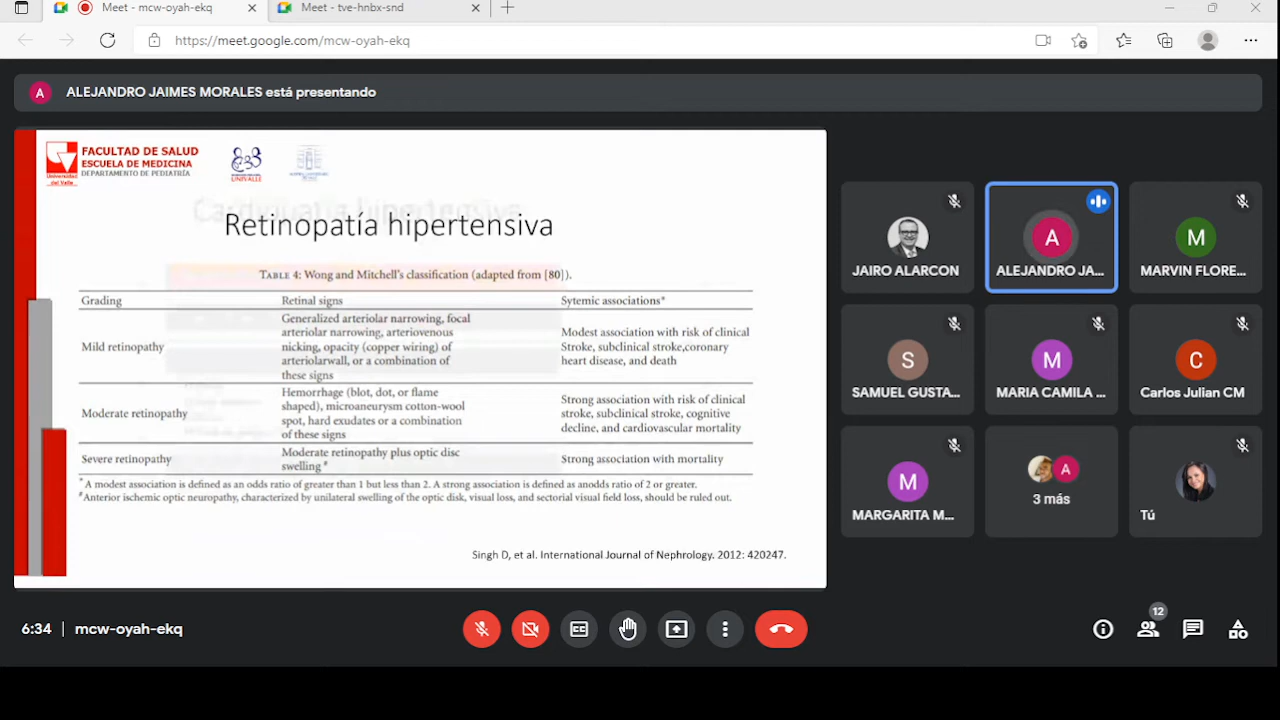 Meet - mcw-oyah-ekq
Meet - tve-hnbx-snd
https://meet.google.com/mcw-oyah-ekq
A
ALEJANDRO JAIMES MORALES está presentando
FACULTAD DE SALUD
ESCUELA DE MEDICINA
DEPARTAMENTO DE PEDIATRÍA
Universidad
del Valle
UNIVALLE
Retinopatía hipertensiva
TABLE 4: Wong and Mitchell's classification (adapted from [80]).
Grading
Retinal signs
Sytemic associations*
Mild retinopathy
Generalized arteriolar narrowing, focal
arteriolar narrowing, arteriovenous
nicking, opacity (copper wiring) of
arteriolarwall, or a combination of
these signs
Modest association with risk of clinical
Stroke, subclinical stroke,coronary
heart disease, and death
Moderate retinopathy
Hemorrhage (blot, dot, or flame
shaped), microaneurysm cotton-wool
spot, hard exudates or a combination
of these signs
Strong association with risk of clinical
stroke, subclinical stroke, cognitive
decline, and cardiovascular mortality
Severe retinopathy
Moderate retinopathy plus optic disc
swelling#
Strong association with mortality
* A modest association is defined as an odds ratio of greater than 1 but less than 2. A strong association is defined as anodds ratio of 2 or greater.
#Anterior ischemic optic neuropathy, characterized by unilateral swelling of the optic disk, visual loss, and sectorial visual field loss, should be ruled out.
Singh D, et al. International Journal of Nephrology. 2012: 420247.
JAIRO ALARCON
A
ALEJANDRO JA...
M
MARVIN FLORE...
S
SAMUEL GUSTA...
M
MARIA CAMILA ...
C
Carlos Julian CM
M
MARGARITA M...
A
3 más
Tú
6:34
mcw-oyah-ekq
CC
12